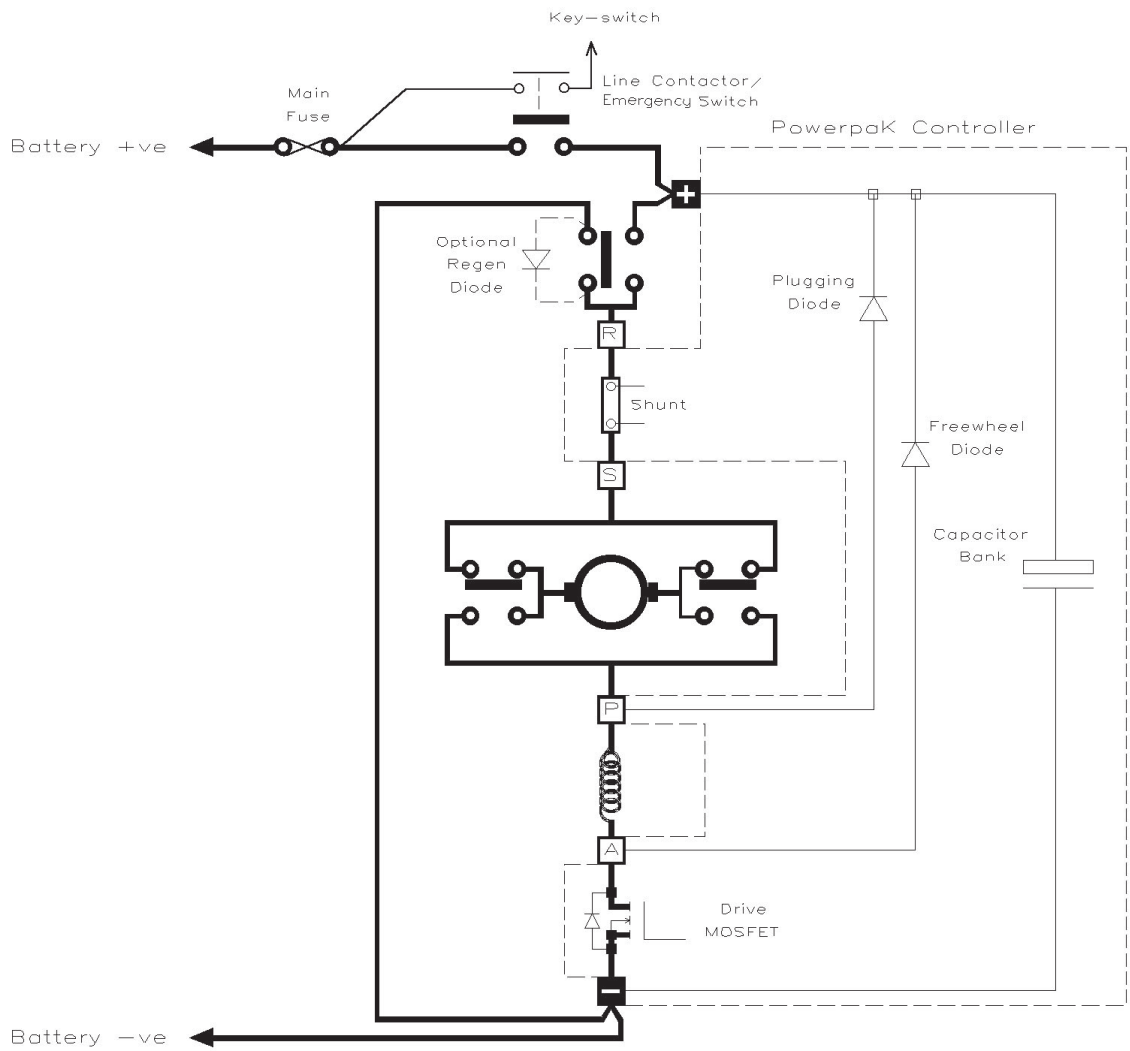 Key-switch
Line Contactor/
Emergency Switch
Main
Fuse
PowerpaK Controller
Battery +ve
+
Optional
Regen
Diode
Plugging
Diode
R
Shunt
Freewheel
Diode
S
Capacitor
Bank
P
A
Drive
MOSFET
-
Battery -ve